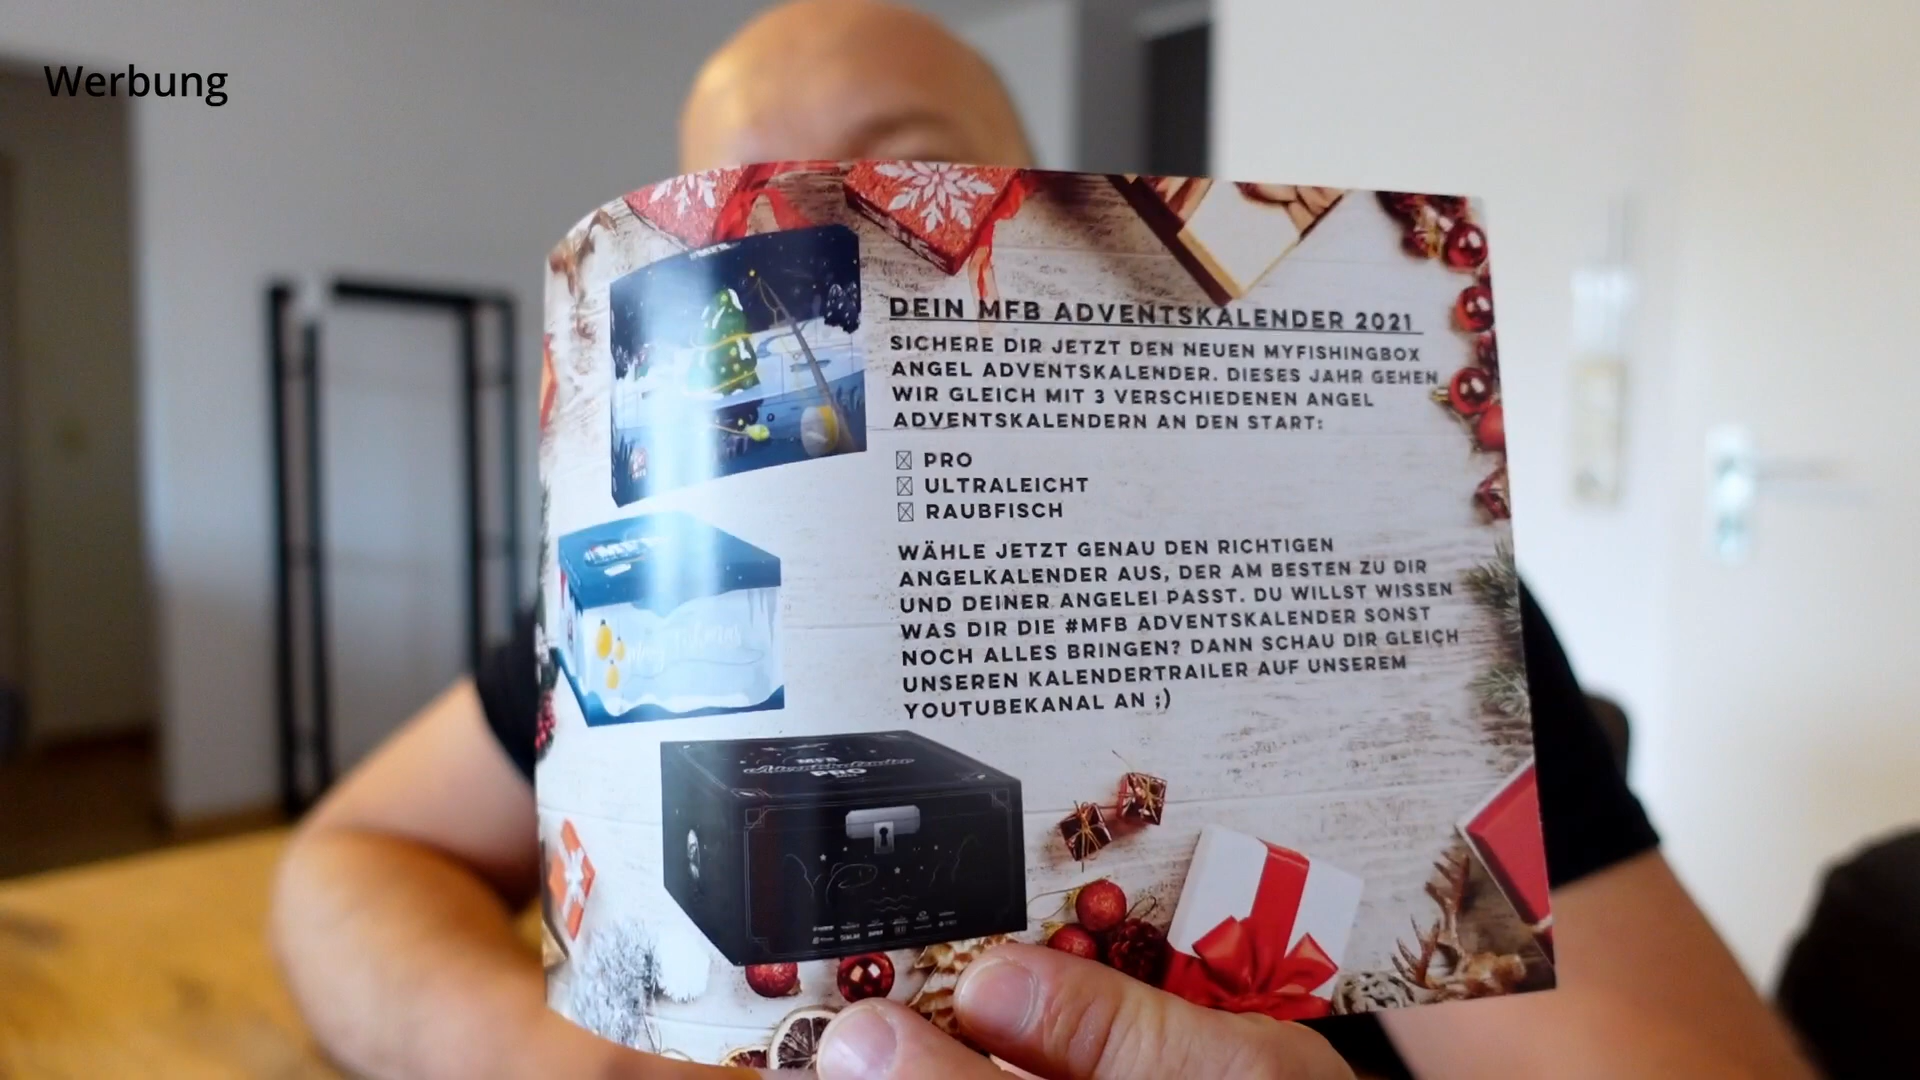 Werbung
#MFB
DEIN MFB ADVENTSKALENDER 2021
SICHERE DIR JETZT DEN NEUEN MYFISHINGBOX
ANGEL ADVENTSKALENDER. DIESES JAHR GEHEN
WIR GLEICH MIT 3 VERSCHIEDENEN ANGEL
ADVENTSKALENDERN AN DEN START:
PRO
ULTRALEICHT
RAUBFISCH
WÄHLE JETZT GENAU DEN RICHTIGEN
ANGELKALENDER AUS, DER AM BESTEN ZU DIR
UND DEINER ANGELEI PASST. DU WILLST WISSEN
WAS DIR DIE #MFB ADVENTSKALENDER SONST
NOCH ALLES BRINGEN? DANN SCHAU DIR GLEICH
UNSEREN KALENDERTRAILER AUF UNSEREM
YOUTUBEKANAL AN ;)
MFB
Adventskalender
PRO